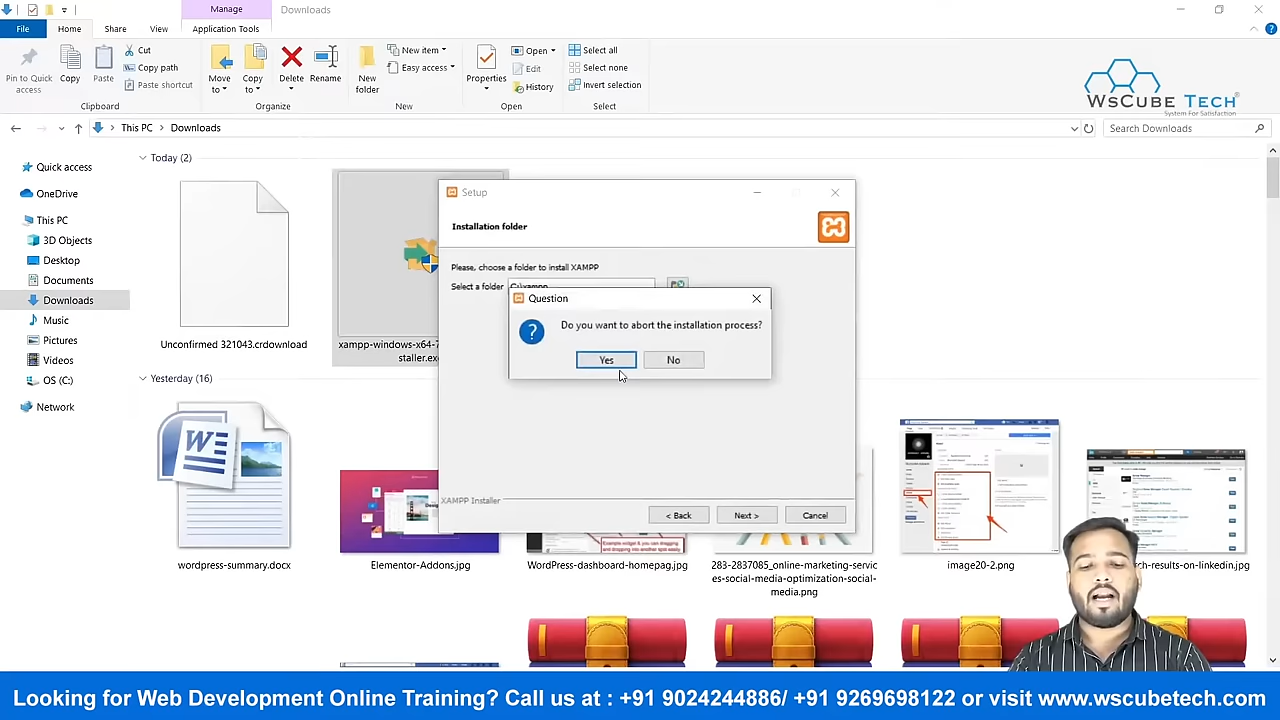 Manage
Downloads
File
Home
Share
View
Application Tools
Pin to Quick access
Copy
Paste
Cut
Copy path
Paste shortcut
Clipboard
Move to
Copy to
Delete
Rename
Organize
New folder
New item
Easy access
New
Properties
Open
Edit
History
Open
Select all
Select none
Invert selection
Select
WsCube Tech
System For Satisfaction
This PC
Downloads
Search Downloads
Quick access
OneDrive
This PC
3D Objects
Desktop
Documents
Downloads
Music
Pictures
Videos
OS (C:)
Network
Today (2)
Unconfirmed 321043.crdownload
xampp-windows-x64-7
staller.exe
Yesterday (16)
Setup
Installation folder
Please, choose a folder to install XAMPP
Select a folder
C:\xampp
Question
Do you want to abort the installation process?
Yes
No
XAMPP Installer
< Back
Next >
Cancel
wordpress-summary.docx
Elementor-Addons.jpg
WordPress-dashboard-homepag.jpg
283-2837085_online-marketing-servic
es-social-media-optimization-social-
media.png
image20-2.png
rch-results-on-linkedin.jpg
Looking for Web Development Online Training? Call us at : +91 9024244886/ +91 9269698122 or visit www.wscubetech.com